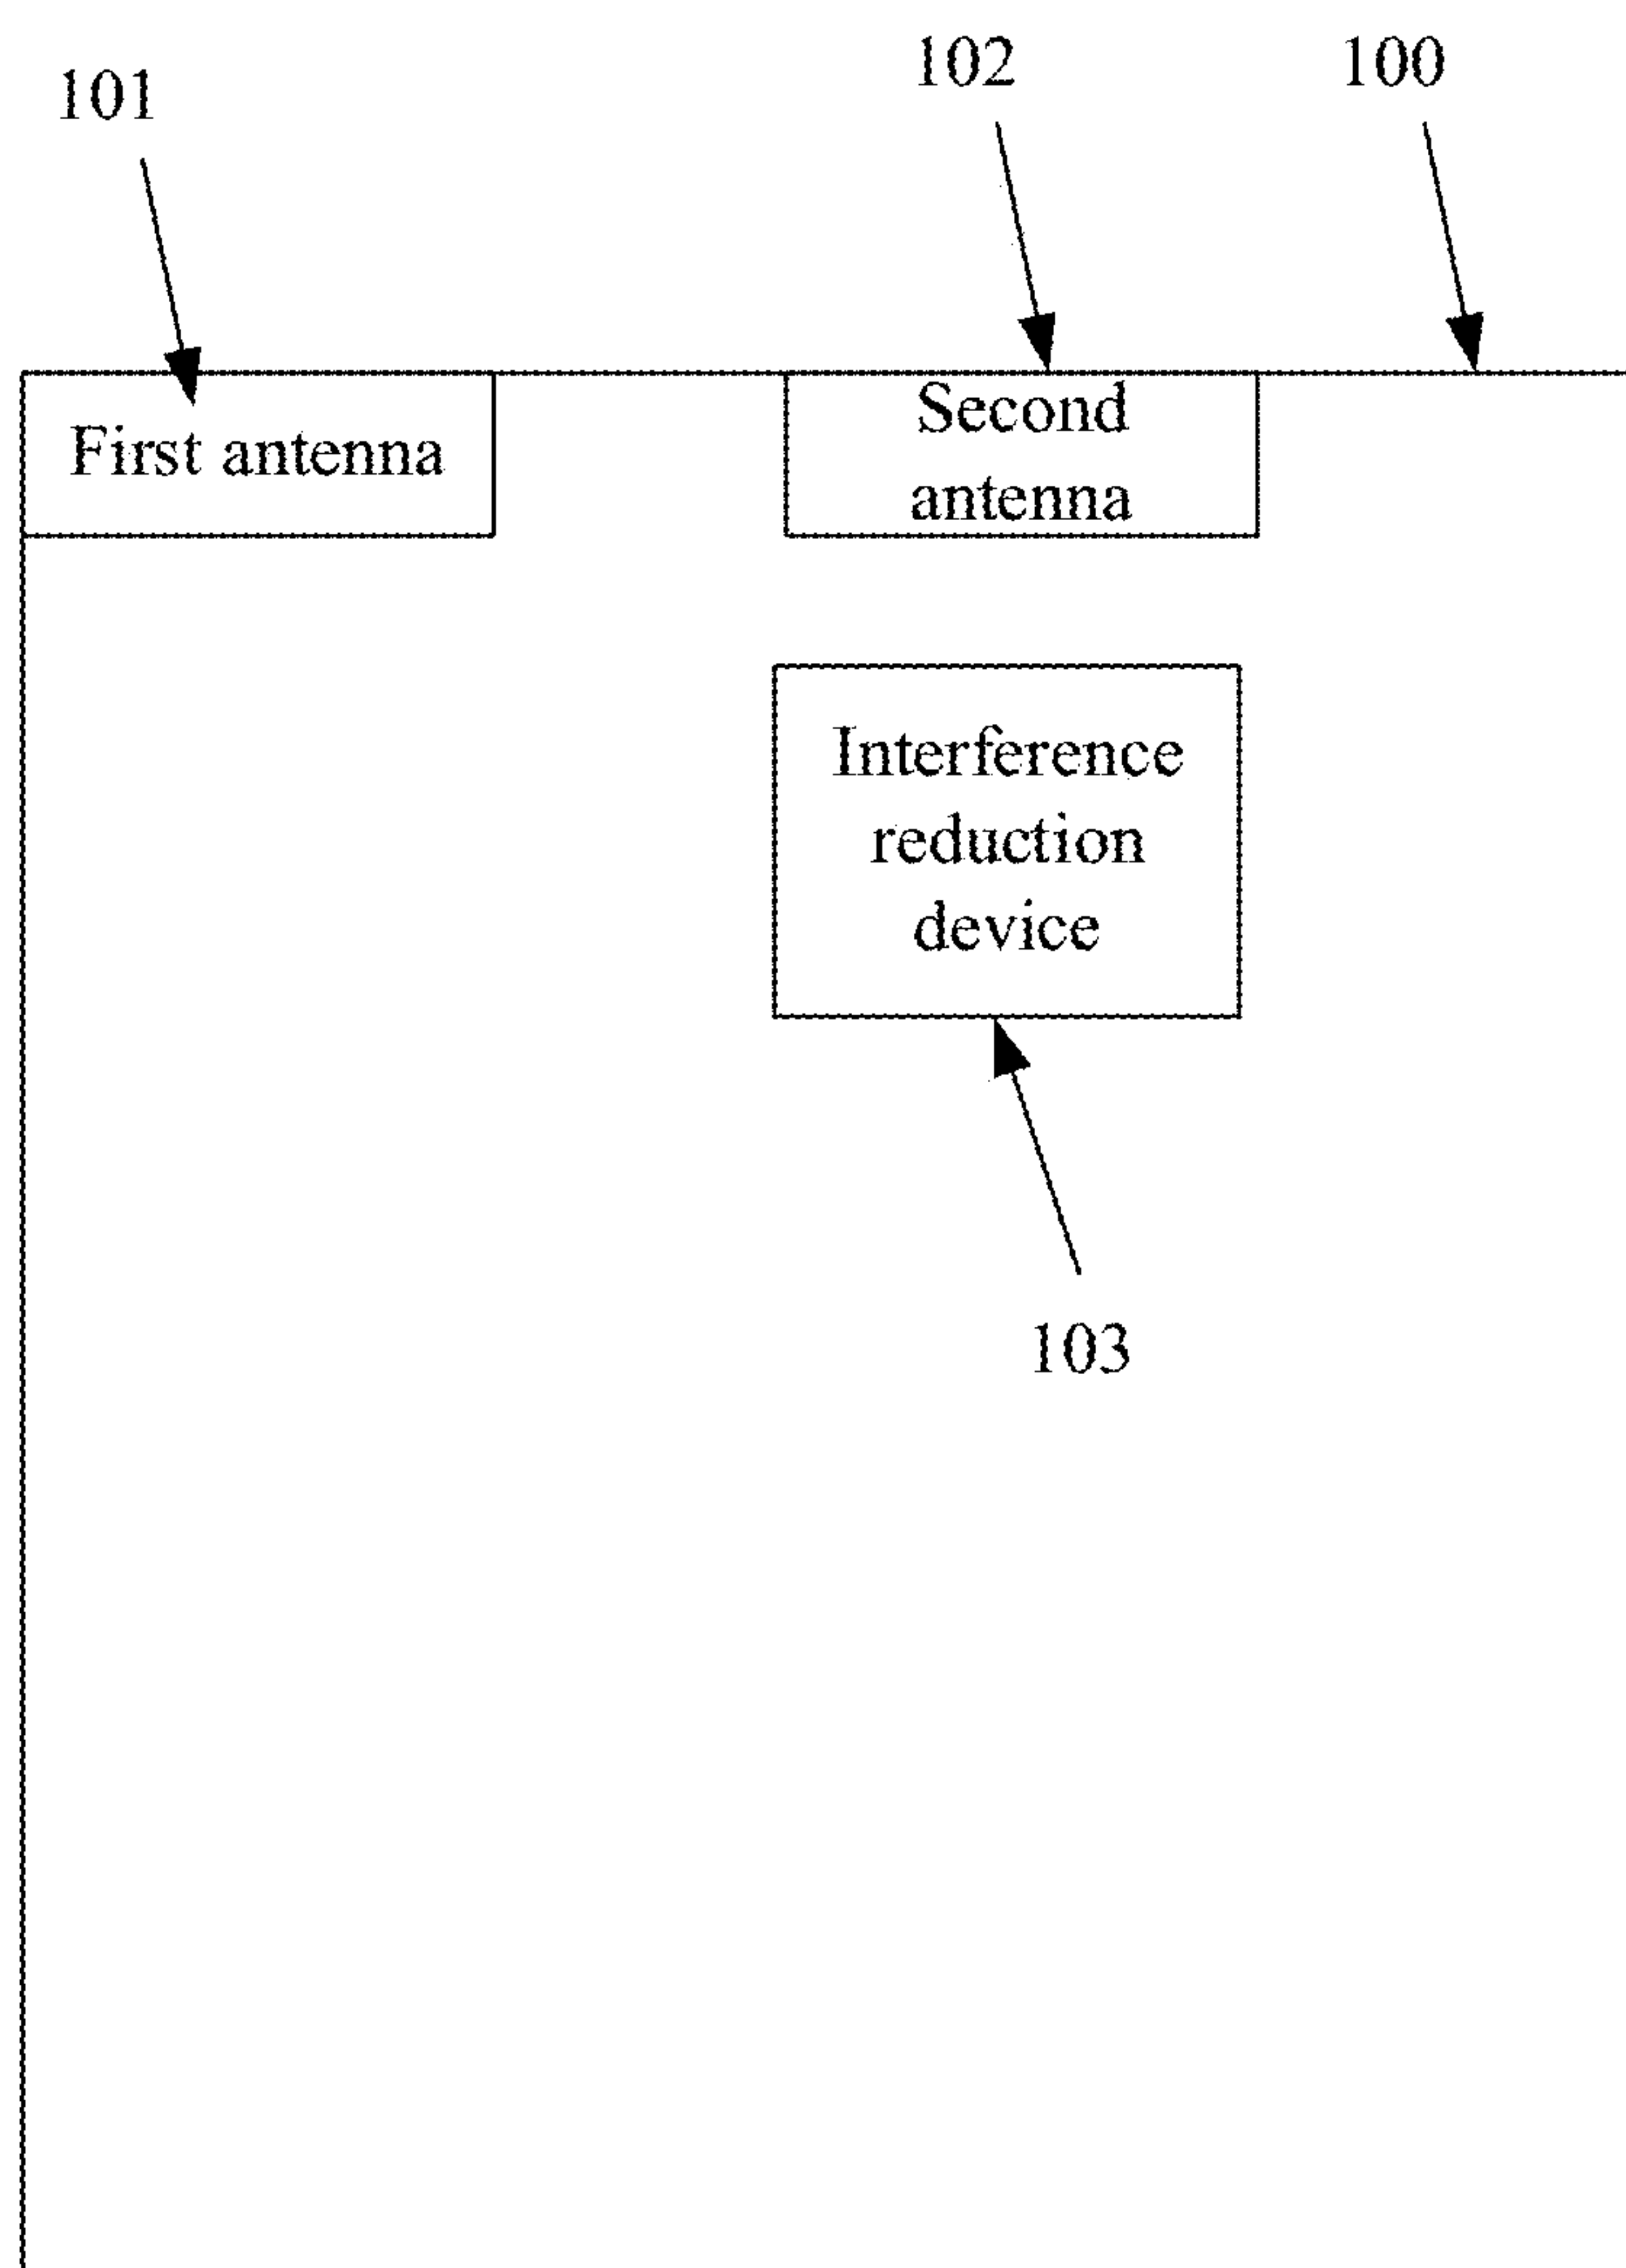 102
100
101
First antenna
Second
antenna
Interference
reduction
device
103